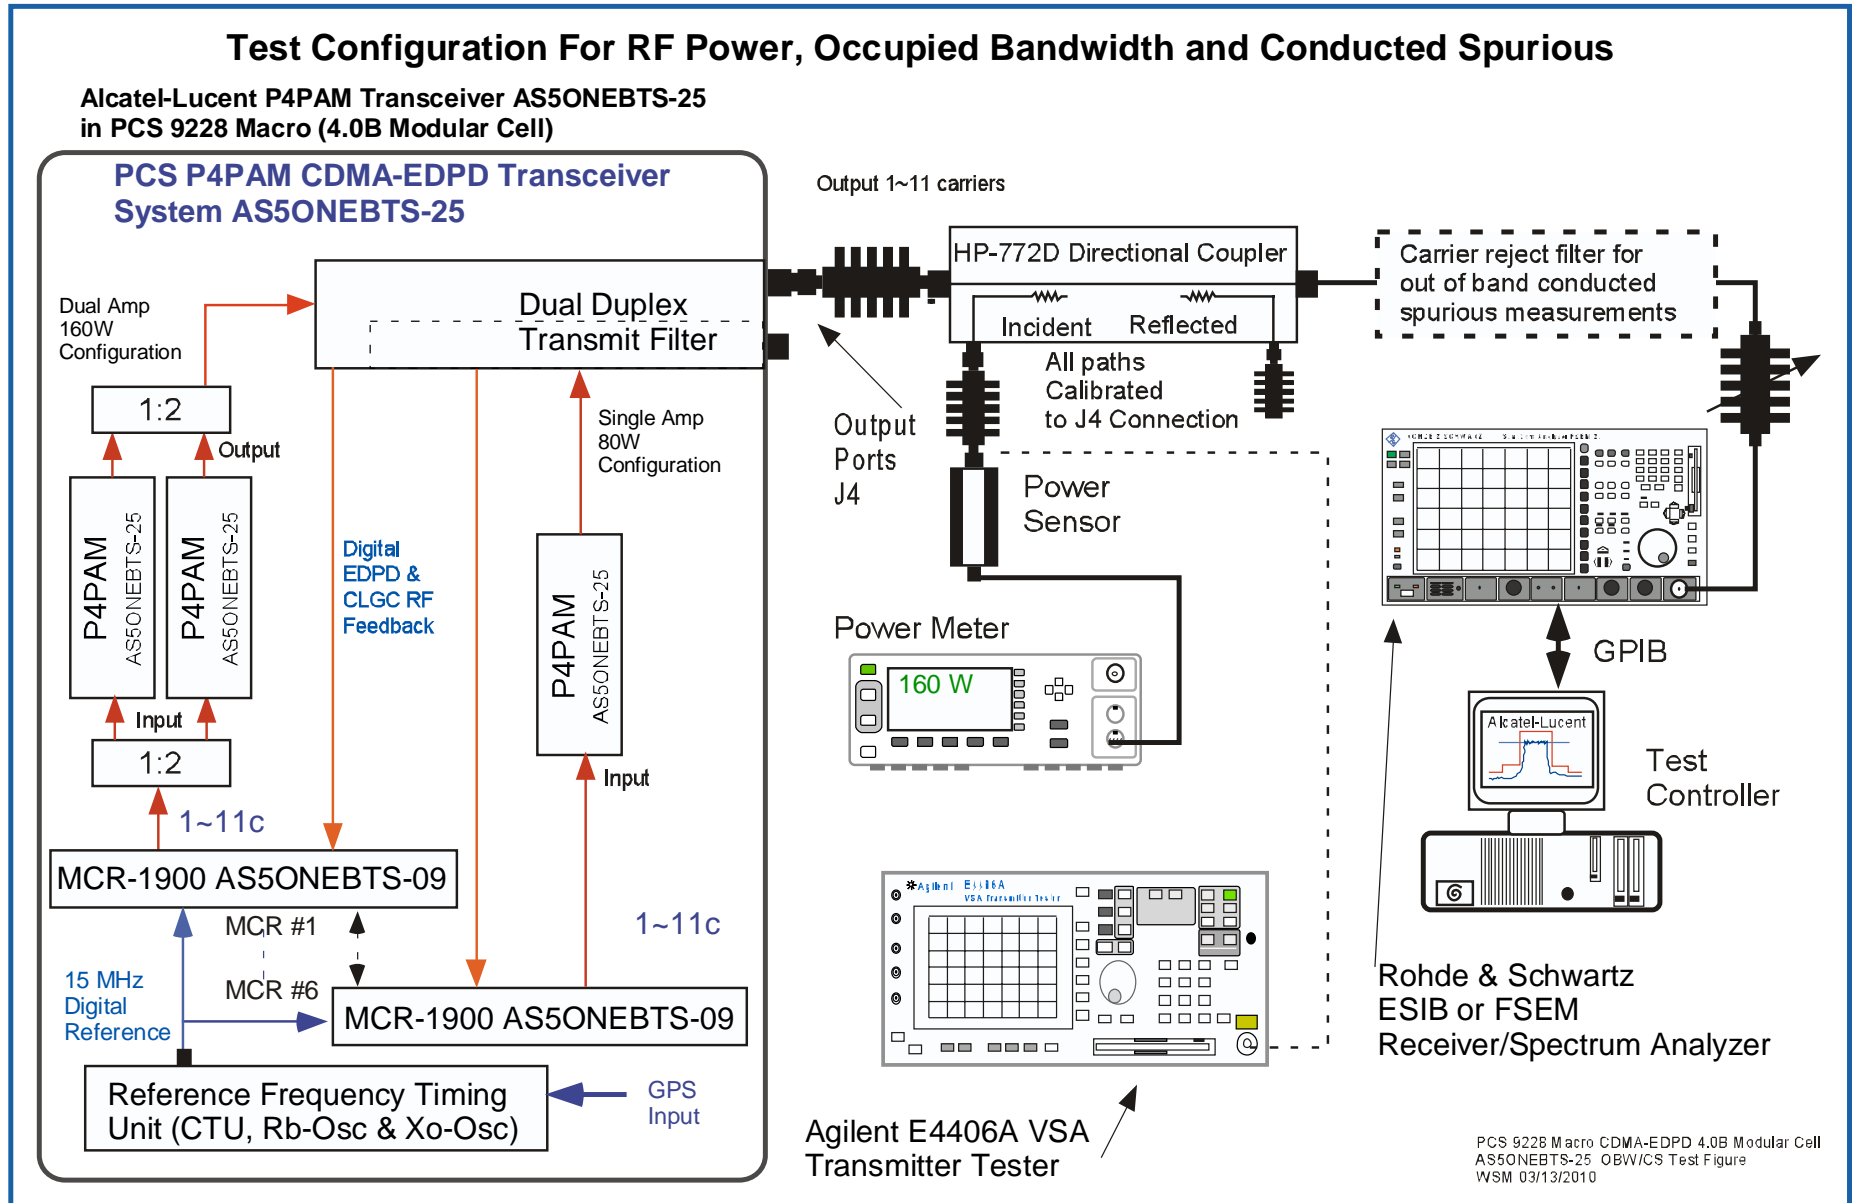 Test Configuration For RF Power, Occupied Bandwidth and Conducted Spurious
Alcatel-Lucent P4PAM Transceiver AS5ONEBTS-25
in PCS 9228 Macro (4.0B Modular Cell)
PCS P4PAM CDMA-EDPD Transceiver
System AS5ONEBTS-25
Output 1~11 carriers
HP-772D Directional Coupler
Incident
Reflected
Carrier reject filter for
out of band conducted
spurious measurements
Dual Amp
160W
Configuration
Dual Duplex
Transmit Filter
All paths
Calibrated
to J4 Connection
1:2
Output
Single Amp
80W
Configuration
Output
Ports
J4
Power
Sensor
P4PAM
AS5ONEBTS-25
P4PAM
AS5ONEBTS-25
Digital
EDPD &
CLGC RF
Feedback
P4PAM
AS5ONEBTS-25
Power Meter
160 W
GPIB
Input
1:2
Input
Alcatel-Lucent
Test
Controller
1~11c
MCR-1900 AS5ONEBTS-09
Agilent E4406A
VSA Transmitter Tester
MCR #1
1~11c
15 MHz
Digital
Reference
MCR #6
MCR-1900 AS5ONEBTS-09
Rohde & Schwartz
ESIB or FSEM
Receiver/Spectrum Analyzer
Reference Frequency Timing
Unit (CTU, Rb-Osc & Xo-Osc)
GPS
Input
Agilent E4406A VSA
Transmitter Tester
PCS 9228 Macro CDMA-EDPD 4.0B Modular Cell
AS5ONEBTS-25 OBW/CS Test Figure
WSM 03/13/2010